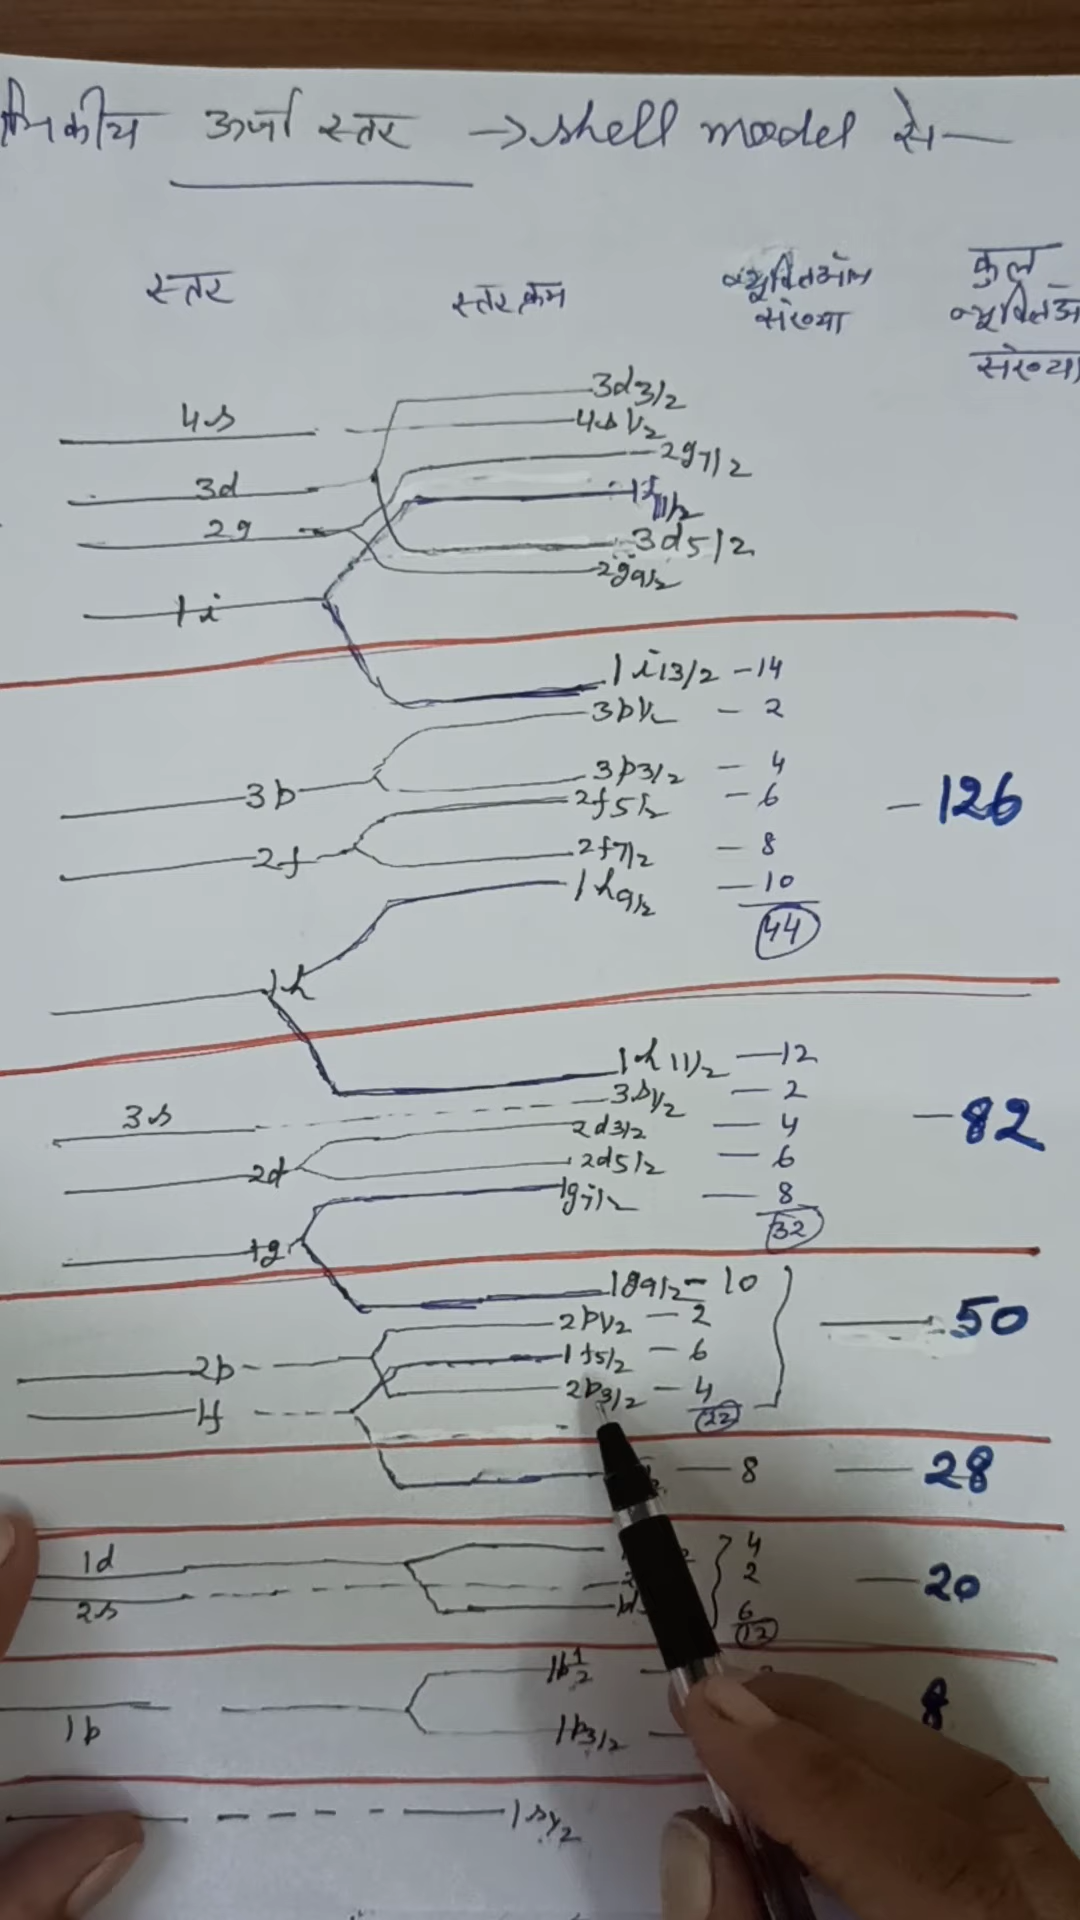 ऊर्जा स्तर → shell model से —
स्तर
स्तर क्रम
संख्या
कुल
संख्या
3d3/2
4s
4s1/2
2g7/2
3d
11/2
2g
3d5/2
2g9/2
1i
1i13/2 – 14
3p½ – 2
3p3/2 – 4
3p
2f5/2 – 6
– 126
2f
2f7/2 – 8
1h9/2 – 10
44
1h
1h11/2 – 12
3s1/2 – 2
3s
2d3/2 – 4
– 82
2d
2d5/2 – 6
1g7/2 – 8
32
1g
1g9/2 – 10
2p1/2 – 2
– 50
2p
1f5/2 – 6
1f
2p3/2 – 4
22
– 8 – 28
1d
4
2
– 20
2s
6
12
1p½
8
1p
1p3/2 –
1s½